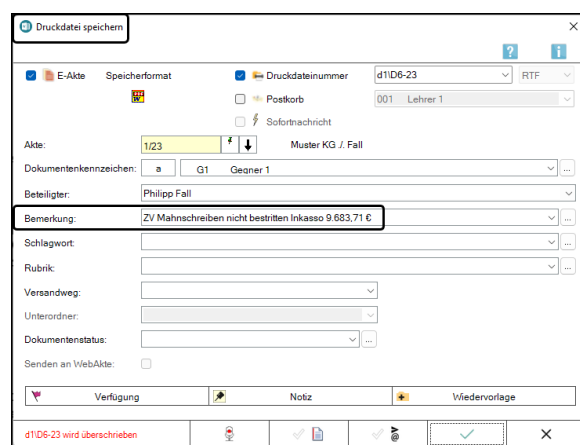 Druckdatei speichern
E-Akte Speicherformat Druckdateinummer d1\D6-23 RTF
Postkorb 001 Lehrer 1
Sofortnachricht
Akte: 1/23 Muster KG ./. Fall
Dokumentenkennzeichen: a G1 Gegner 1 ...
Beteiligter: Philipp Fall
Bemerkung: ZV Mahnschreiben nicht bestritten Inkasso 9.683,71 € ...
Schlagwort: ...
Rubrik: ...
Versandweg:
Unterordner:
Dokumentenstatus: ...
Senden an WebAkte:
Verfügung Notiz Wiedervorlage
d1\D6-23 wird überschrieben